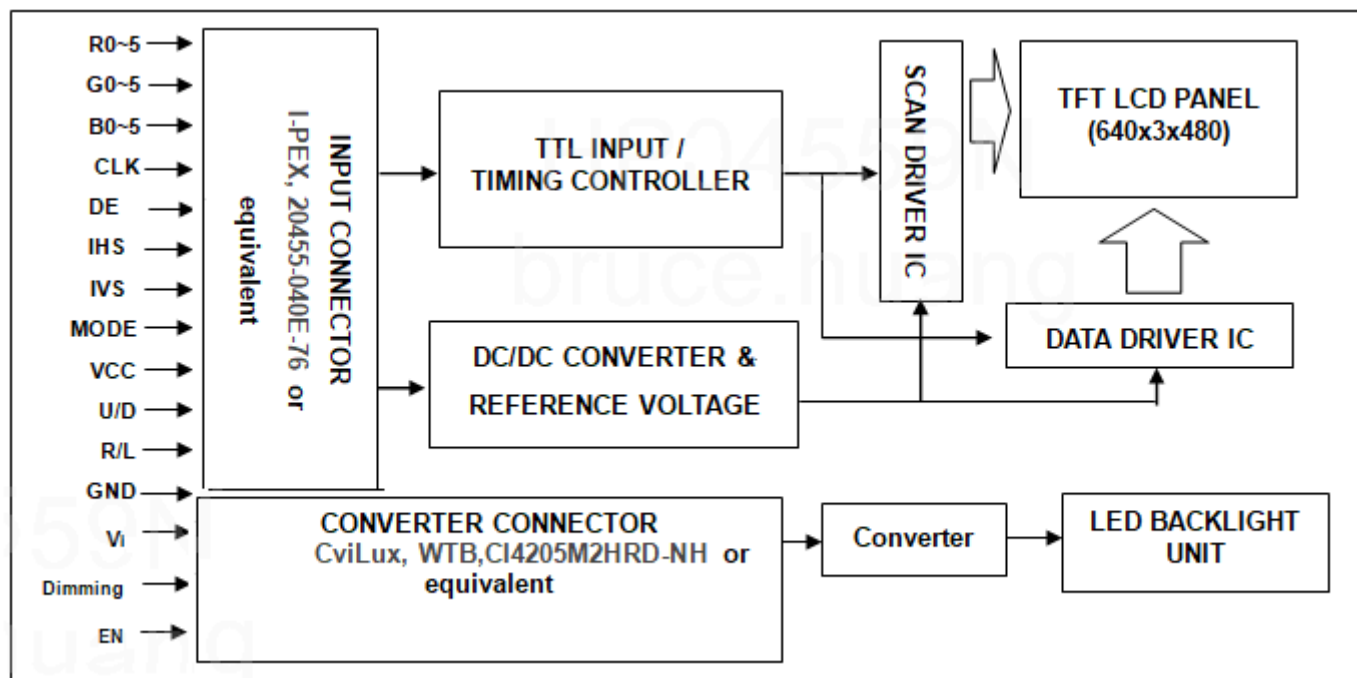 R0~5
G0~5
B0~5
CLK
DE
IHS
IVS
MODE
VCC
U/D
R/L
GND
Vi
Dimming
EN
INPUT CONNECTOR
I-PEX, 20455-040E-76 or
equivalent
TTL INPUT /
TIMING CONTROLLER
DC/DC CONVERTER &
REFERENCE VOLTAGE
SCAN DRIVER IC
TFT LCD PANEL
(640x3x480)
DATA DRIVER IC
CONVERTER CONNECTOR
CviLux, WTB,CI4205M2HRD-NH or
equivalent
Converter
LED BACKLIGHT
UNIT
bruce.huang